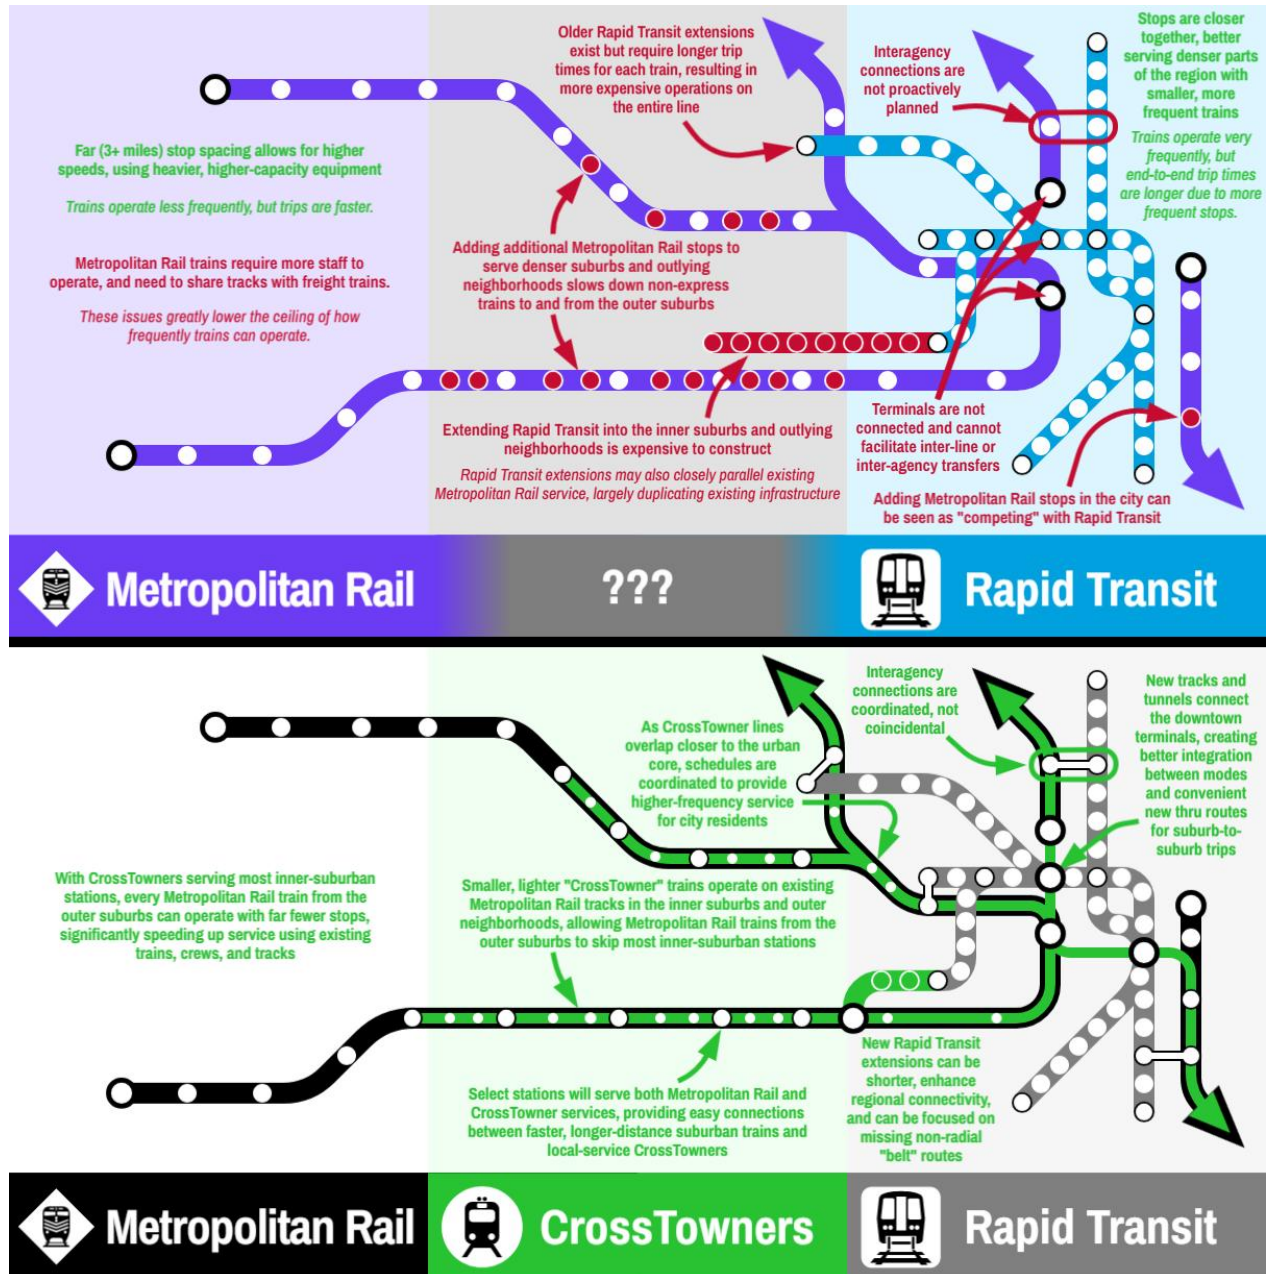 Older Rapid Transit extensions
exist but require longer trip
times for each train, resulting in
more expensive operations on
the entire line
Interagency
connections are
not proactively
planned
Stops are closer
together, better
serving denser parts
of the region with
smaller, more
frequent trains
Trains operate very
frequently, but
end-to-end trip times
are longer due to more
frequent stops.
Far (3+ miles) stop spacing allows for higher
speeds, using heavier, higher-capacity equipment
Trains operate less frequently, but trips are faster.
Metropolitan Rail trains require more staff to
operate, and need to share tracks with freight trains.
These issues greatly lower the ceiling of how
frequently trains can operate.
Adding additional Metropolitan Rail stops to
serve denser suburbs and outlying
neighborhoods slows down non-express
trains to and from the outer suburbs
Extending Rapid Transit into the inner suburbs and outlying
neighborhoods is expensive to construct
Rapid Transit extensions may also closely parallel existing
Metropolitan Rail service, largely duplicating existing infrastructure
Terminals are not
connected and cannot
facilitate inter-line or
inter-agency transfers
Adding Metropolitan Rail stops in the city can
be seen as "competing" with Rapid Transit
Metropolitan Rail
???
Rapid Transit
As CrossTowner lines
overlap closer to the urban
core, schedules are
coordinated to provide
higher-frequency service
for city residents
Interagency
connections are
coordinated, not
coincidental
New tracks and
tunnels connect
the downtown
terminals, creating
better integration
between modes
and convenient
new thru routes
for suburb-to-
suburb trips
With CrossTowners serving most inner-suburban
stations, every Metropolitan Rail train from the
outer suburbs can operate with far fewer stops,
significantly speeding up service using existing
trains, crews, and tracks
Smaller, lighter "CrossTowner" trains operate on existing
Metropolitan Rail tracks in the inner suburbs and outer
neighborhoods, allowing Metropolitan Rail trains from the
outer suburbs to skip most inner-suburban stations
Select stations will serve both Metropolitan Rail and
CrossTowner services, providing easy connections
between faster, longer-distance suburban trains and
local-service CrossTowners
New Rapid Transit
extensions can be
shorter, enhance
regional connectivity,
and can be focused on
missing non-radial
"belt" routes
Metropolitan Rail
CrossTowners
Rapid Transit